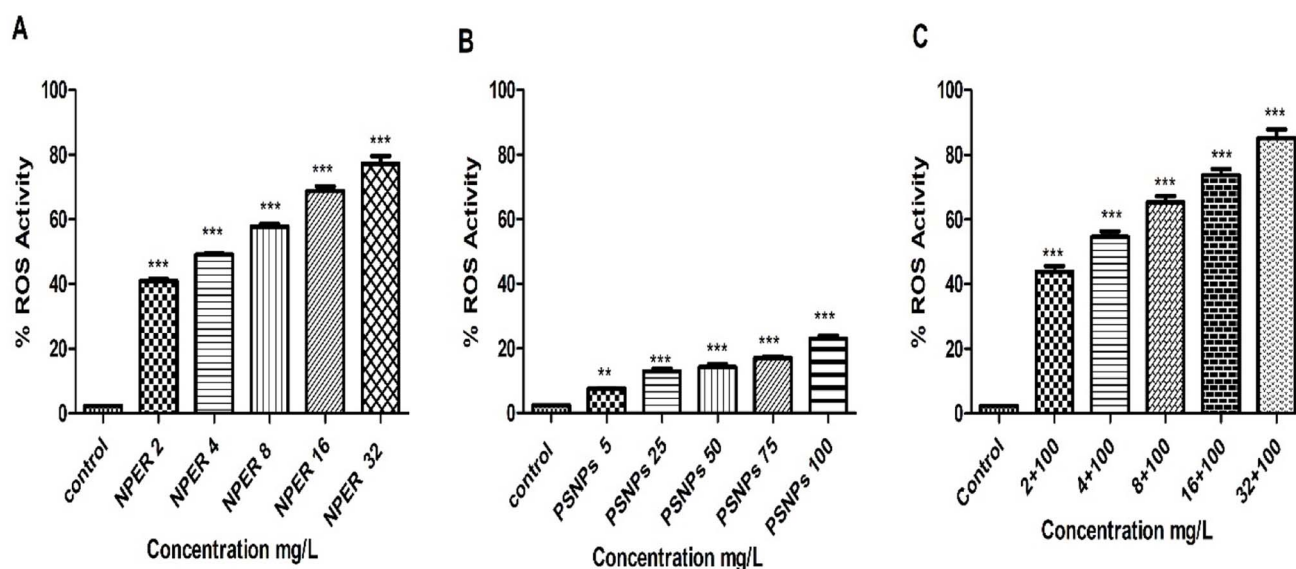 A
% ROS Activity
100
80
60
40
20
0
***
***
***
***
***
control
NPER 2
NPER 4
NPER 8
NPER 16
NPER 32
Concentration mg/L
B
% ROS Activity
100
80
60
40
20
0
**
***
***
***
***
control
PSNPs 5
PSNPs 25
PSNPs 50
PSNPs 75
PSNPs 100
Concentration mg/L
C
% ROS Activity
100
80
60
40
20
0
***
***
***
***
***
Control
2+100
4+100
8+100
16+100
32+100
Concentration mg/L